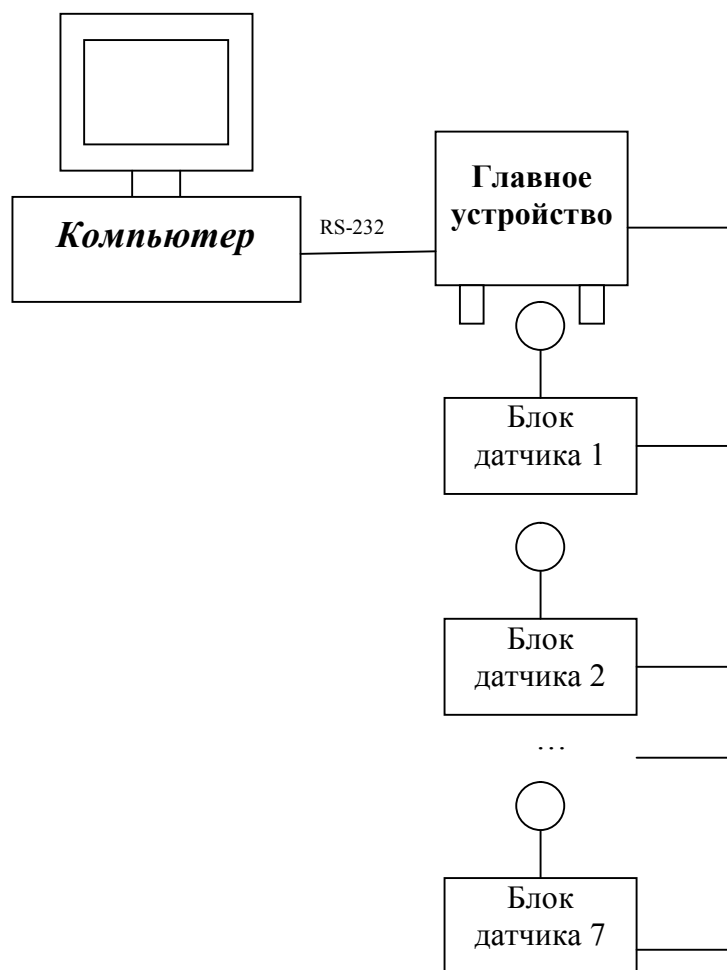 Компьютер
RS-232
Главное
устройство
Блок
датчика 1
Блок
датчика 2
…
Блок
датчика 7